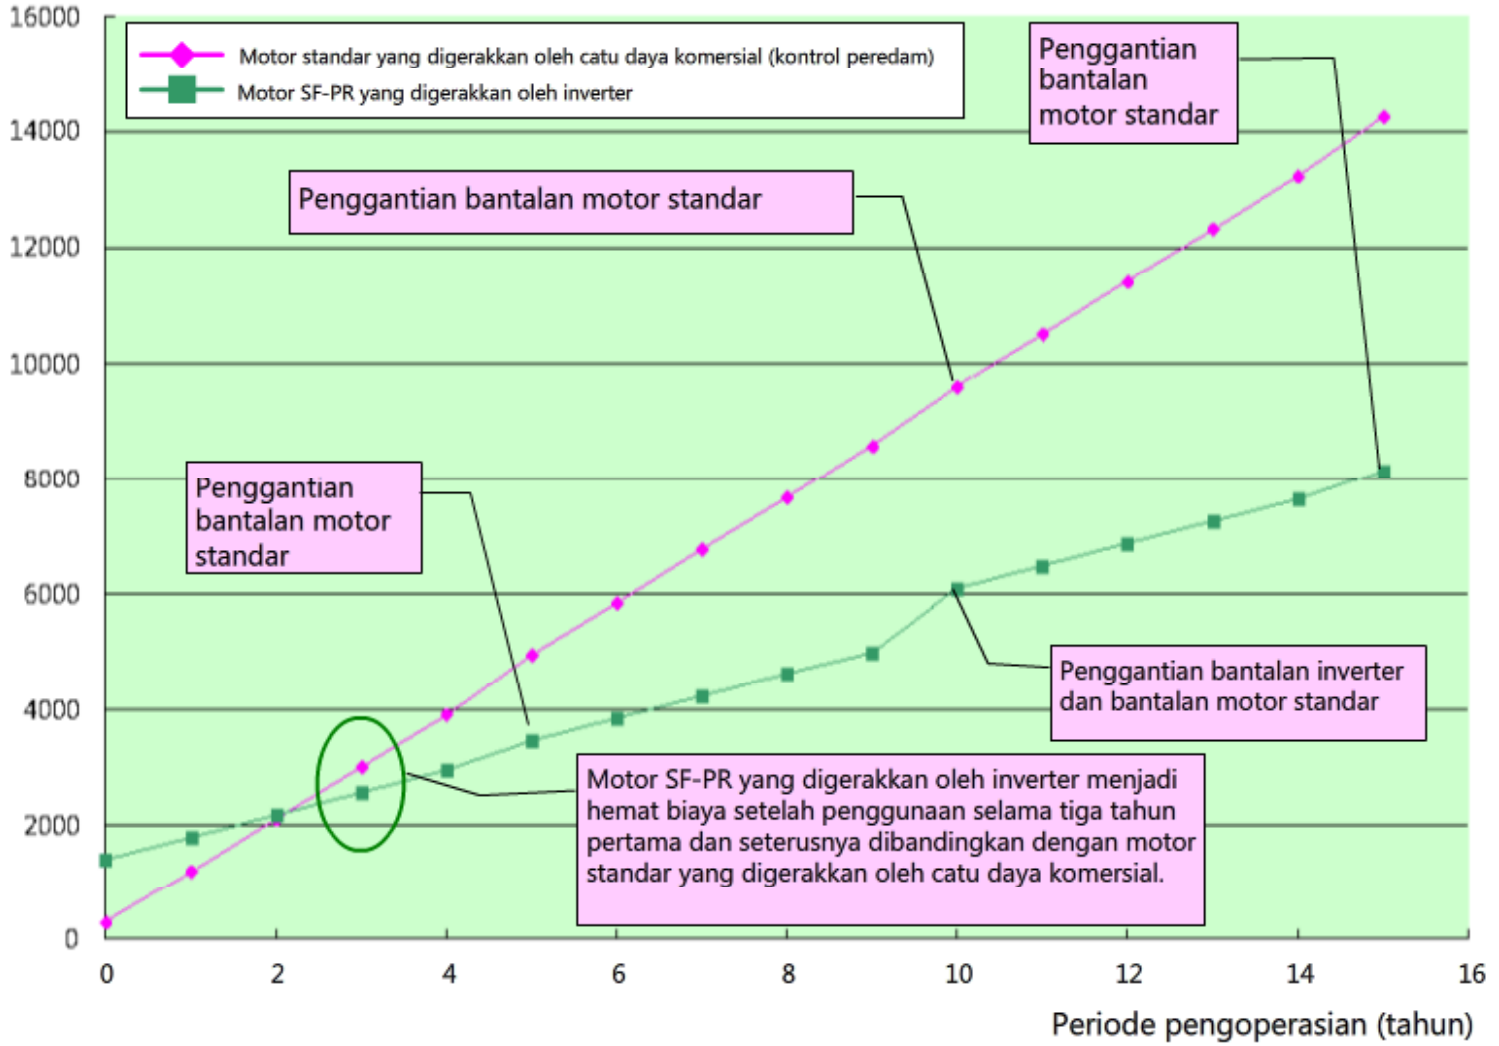 16000
14000
12000
10000
8000
6000
4000
2000
0
Motor standar yang digerakkan oleh catu daya komersial (kontrol peredam)
Motor SF-PR yang digerakkan oleh inverter
Penggantian
bantalan
motor standar
Penggantian bantalan motor standar
Penggantian
bantalan motor
standar
Penggantian bantalan inverter
dan bantalan motor standar
Motor SF-PR yang digerakkan oleh inverter menjadi
hemat biaya setelah penggunaan selama tiga tahun
pertama dan seterusnya dibandingkan dengan motor
standar yang digerakkan oleh catu daya komersial.
0 2 4 6 8 10 12 14 16
Periode pengoperasian (tahun)